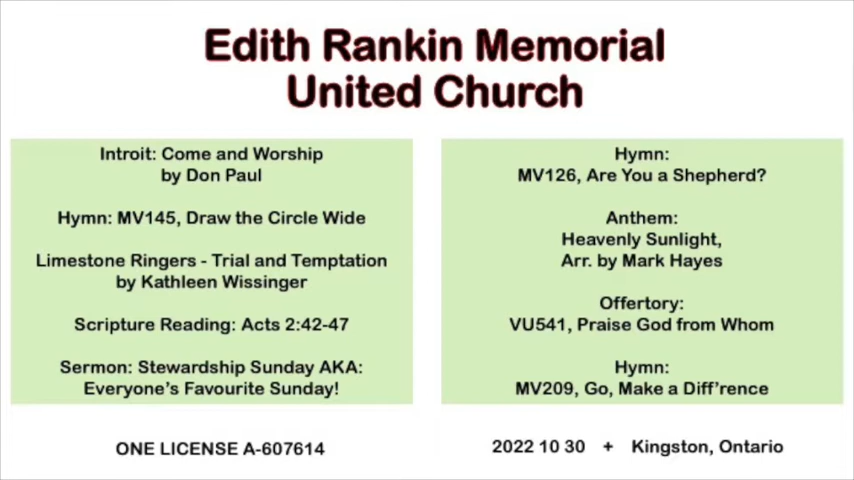 Edith Rankin Memorial
United Church
Introit: Come and Worship
by Don Paul
Hymn: MV145, Draw the Circle Wide
Limestone Ringers - Trial and Temptation
by Kathleen Wissinger
Scripture Reading: Acts 2:42-47
Sermon: Stewardship Sunday AKA:
Everyone's Favourite Sunday!
Hymn:
MV126, Are You a Shepherd?
Anthem:
Heavenly Sunlight,
Arr. by Mark Hayes
Offertory:
VU541, Praise God from Whom
Hymn:
MV209, Go, Make a Diff'rence
ONE LICENSE A-607614
2022 10 30 + Kingston, Ontario